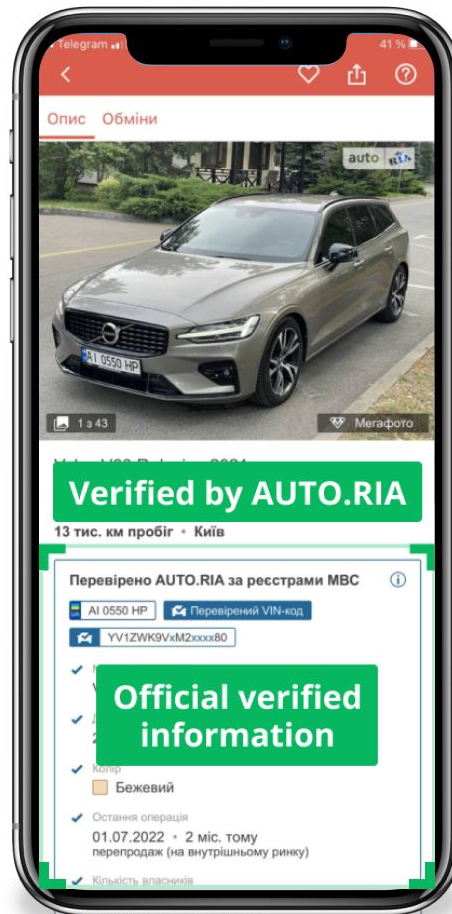 Telegram
41 %
Опис Обміни
auto RIA
AI 0550 HP
1 з 43
Мегафото
Verified by AUTO.RIA
13 тис. км пробіг • Київ
Перевірено AUTO.RIA за реєстрами МВС
UA AI 0550 HP Перевірений VIN-код
YV1ZWK9VxM2xxxx80
Official verified
information
Колір
Бежевий
Остання операція
01.07.2022 • 2 міс. тому
перепродаж (на внутрішньому ринку)
Кількість власників